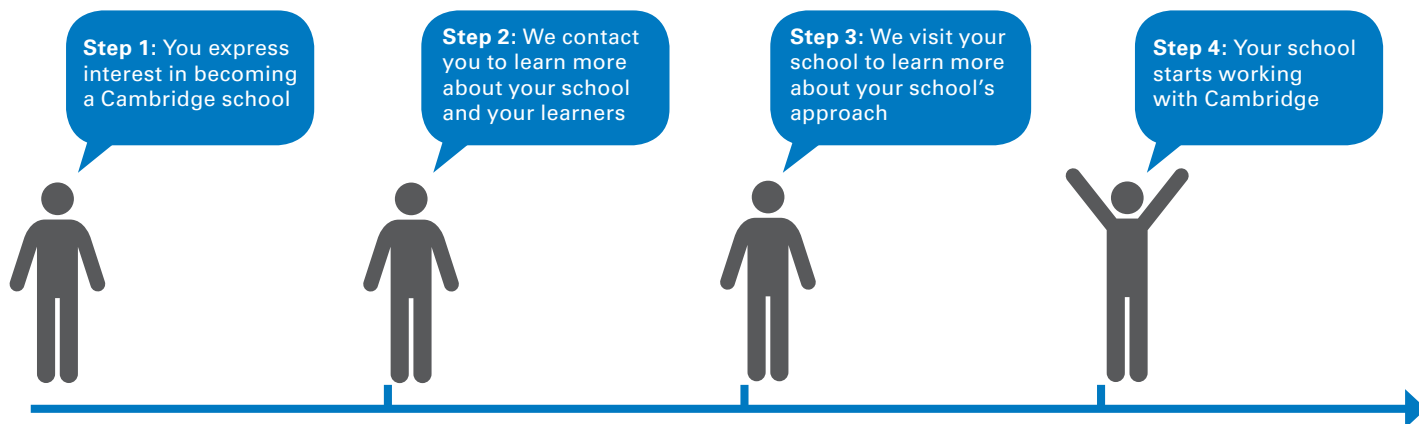 Step 1: You express
interest in becoming
a Cambridge school
Step 2: We contact
you to learn more
about your school
and your learners
Step 3: We visit your
school to learn more
about your school’s
approach
Step 4: Your school
starts working
with Cambridge